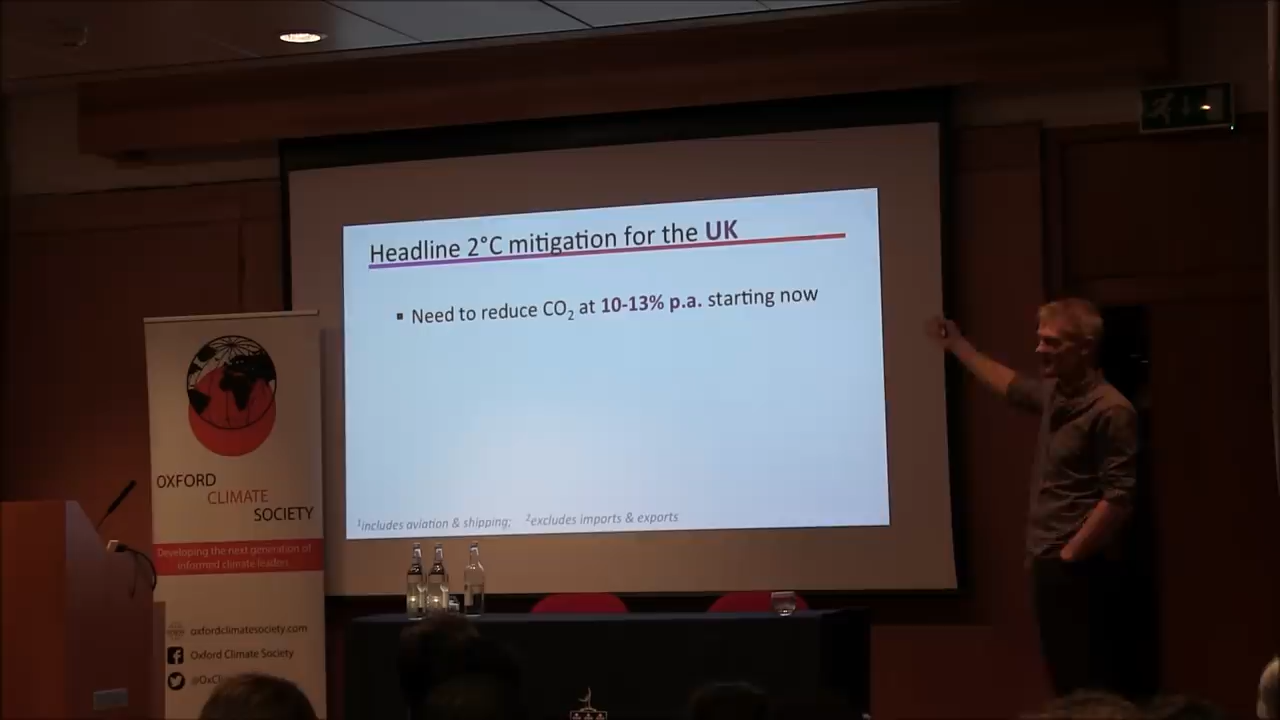 Headline 2°C mitigation for the UK
▪ Need to reduce CO₂ at 10-13% p.a. starting now
¹includes aviation & shipping; ²excludes imports & exports
OXFORD
CLIMATE
SOCIETY
Developing the next generation of
informed climate leaders
oxfordclimatesociety.com
Oxford Climate Society